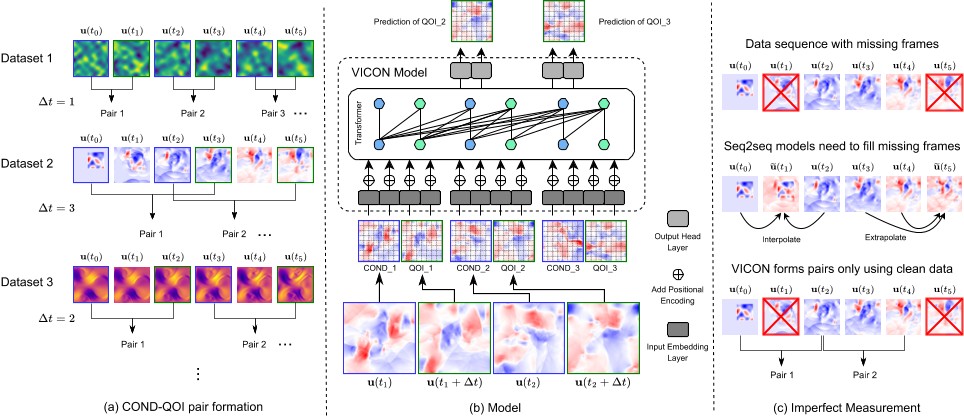 u(t₀) u(t₁) u(t₂) u(t₃) u(t₄) u(t₅)
Dataset 1
Δt = 1
Pair 1 Pair 2 Pair 3 ···
u(t₀) u(t₁) u(t₂) u(t₃) u(t₄) u(t₅)
Dataset 2
Δt = 3
Pair 1 Pair 2 ···
u(t₀) u(t₁) u(t₂) u(t₃) u(t₄) u(t₅)
Dataset 3
Δt = 2
Pair 1 Pair 2 ···
⋮
(a) COND-QOI pair formation
Prediction of QOI_2
Prediction of QOI_3
VICON Model
Transformer
COND_1 QOI_1 COND_2 QOI_2 COND_3 QOI_3
u(t₁) u(t₁ + Δt) u(t₂) u(t₂ + Δt)
Output Head
Layer
Add Positional
Encoding
Input Embedding
Layer
(b) Model
Data sequence with missing frames
u(t₀) u(t₁) u(t₂) u(t₃) u(t₄) u(t₅)
Seq2seq models need to fill missing frames
u(t₀) ũ(t₁) u(t₂) u(t₃) u(t₄) ũ(t₅)
Interpolate Extrapolate
VICON forms pairs only using clean data
u(t₀) u(t₁) u(t₂) u(t₃) u(t₄) u(t₅)
Pair 1 Pair 2
(c) Imperfect Measurement